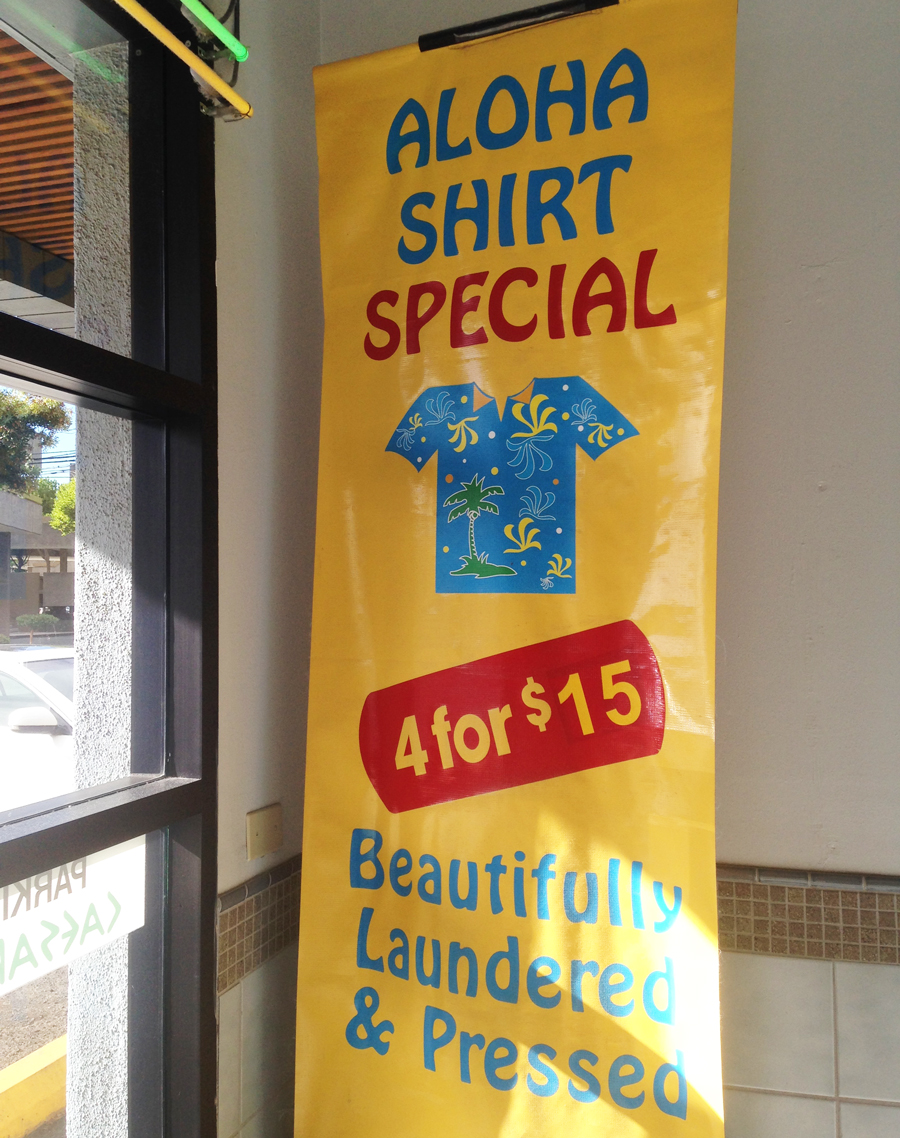 ALOHA
SHIRT
SPECIAL
4 for $15
Beautifully
Laundered
& Pressed